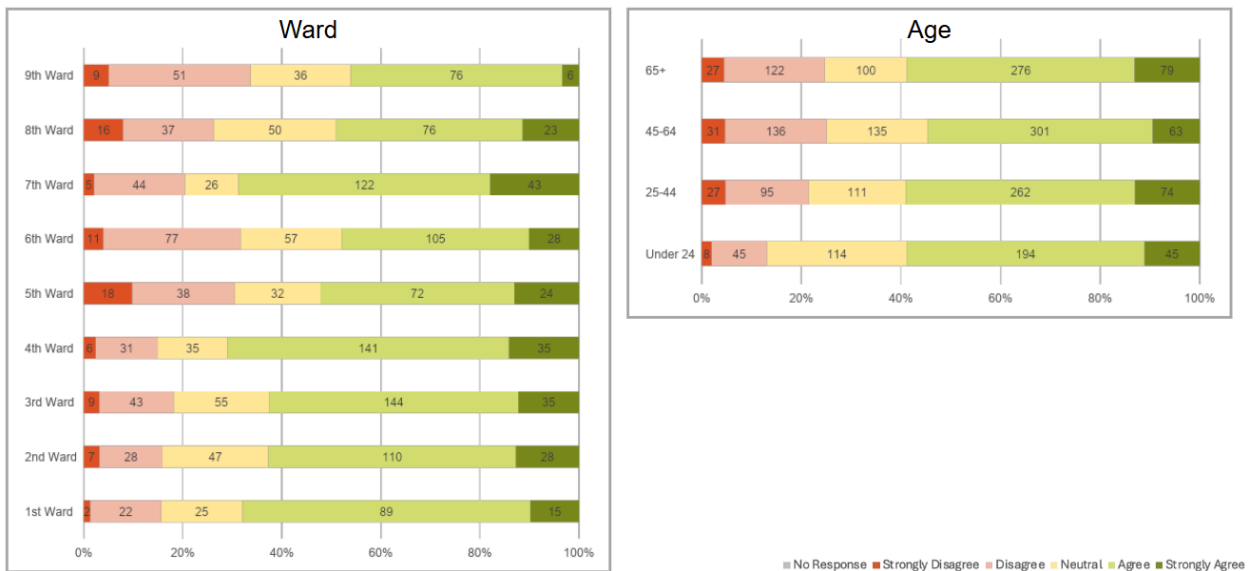 Ward
9th Ward 9 51 36 76 6
8th Ward 16 37 50 76 23
7th Ward 5 44 26 122 43
6th Ward 11 77 57 105 28
5th Ward 18 38 32 72 24
4th Ward 6 31 35 141 35
3rd Ward 9 43 55 144 35
2nd Ward 7 28 47 110 28
1st Ward 2 22 25 89 15
0% 20% 40% 60% 80% 100%
Age
65+ 27 122 100 276 79
45-64 31 136 135 301 63
25-44 27 95 111 262 74
Under 24 8 45 114 194 45
0% 20% 40% 60% 80% 100%
No Response Strongly Disagree Disagree Neutral Agree Strongly Agree